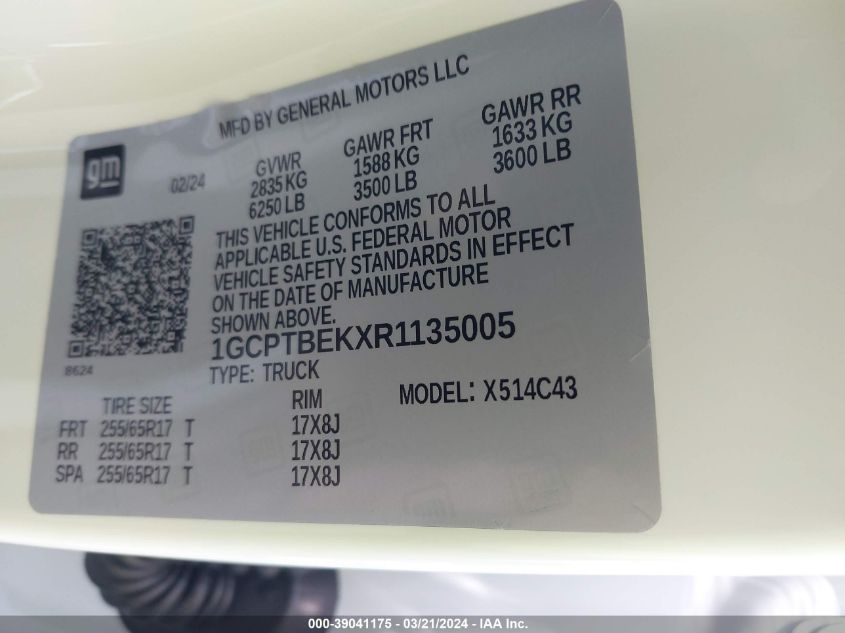 MFD BY GENERAL MOTORS LLC
gm
02/24
GVWR
2835 KG
6250 LB
GAWR FRT
1588 KG
3500 LB
GAWR RR
1633 KG
3600 LB
THIS VEHICLE CONFORMS TO ALL
APPLICABLE U.S. FEDERAL MOTOR
VEHICLE SAFETY STANDARDS IN EFFECT
ON THE DATE OF MANUFACTURE
SHOWN ABOVE.
1GCPTBEKXR1135005
8624
TYPE: TRUCK
MODEL: X514C43
TIRE SIZE RIM
FRT 255/65R17 T 17X8J
RR 255/65R17 T 17X8J
SPA 255/65R17 T 17X8J
000-39041175 - 03/21/2024 - IAA Inc.